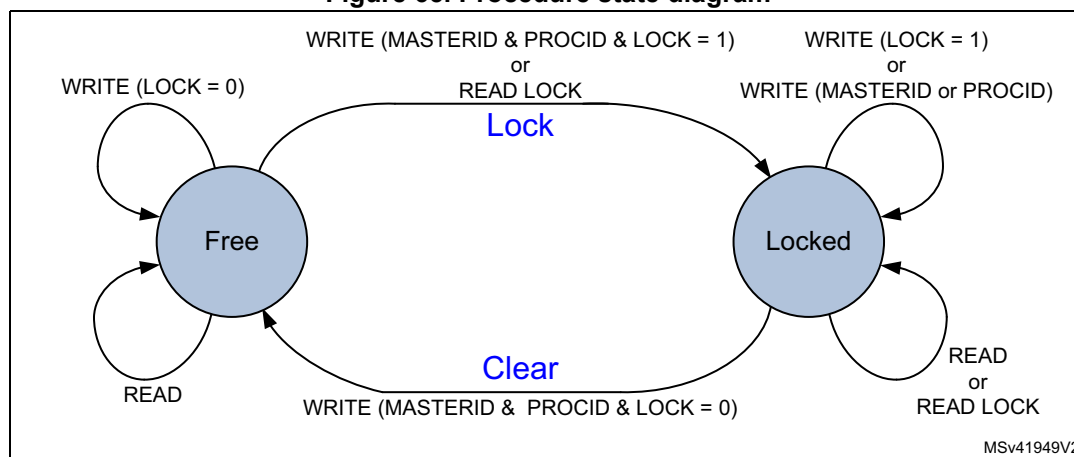 WRITE (MASTERID & PROCID & LOCK = 1)
or
READ LOCK
WRITE (LOCK = 1)
or
WRITE (MASTERID or PROCID)
WRITE (LOCK = 0)
Lock
Free
Locked
READ
Clear
WRITE (MASTERID & PROCID & LOCK = 0)
READ
or
READ LOCK
MSv41949V2